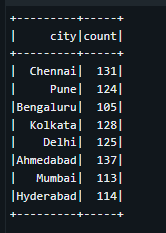 +---------+-----+
|     city|count|
+---------+-----+
|  Chennai|  131|
|     Pune|  124|
|Bengaluru|  105|
|  Kolkata|  128|
|    Delhi|  125|
|Ahmedabad|  137|
|   Mumbai|  113|
|Hyderabad|  114|
+---------+-----+